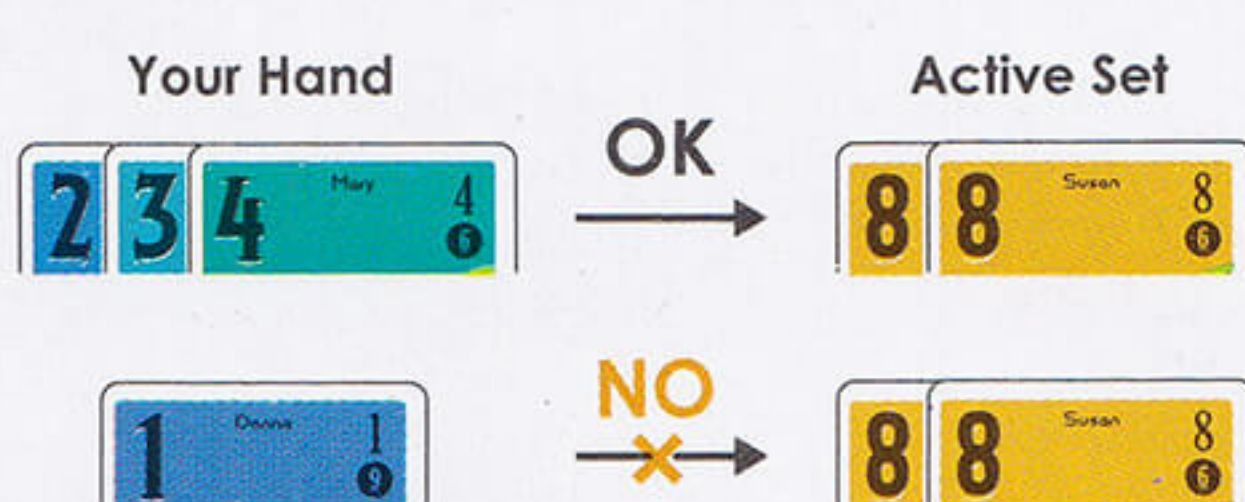 Your Hand
Active Set
OK
2 3 4 Mary 4 6
8 8 Susan 8 6
NO
1 Donna 1 9
8 8 Susan 8 6